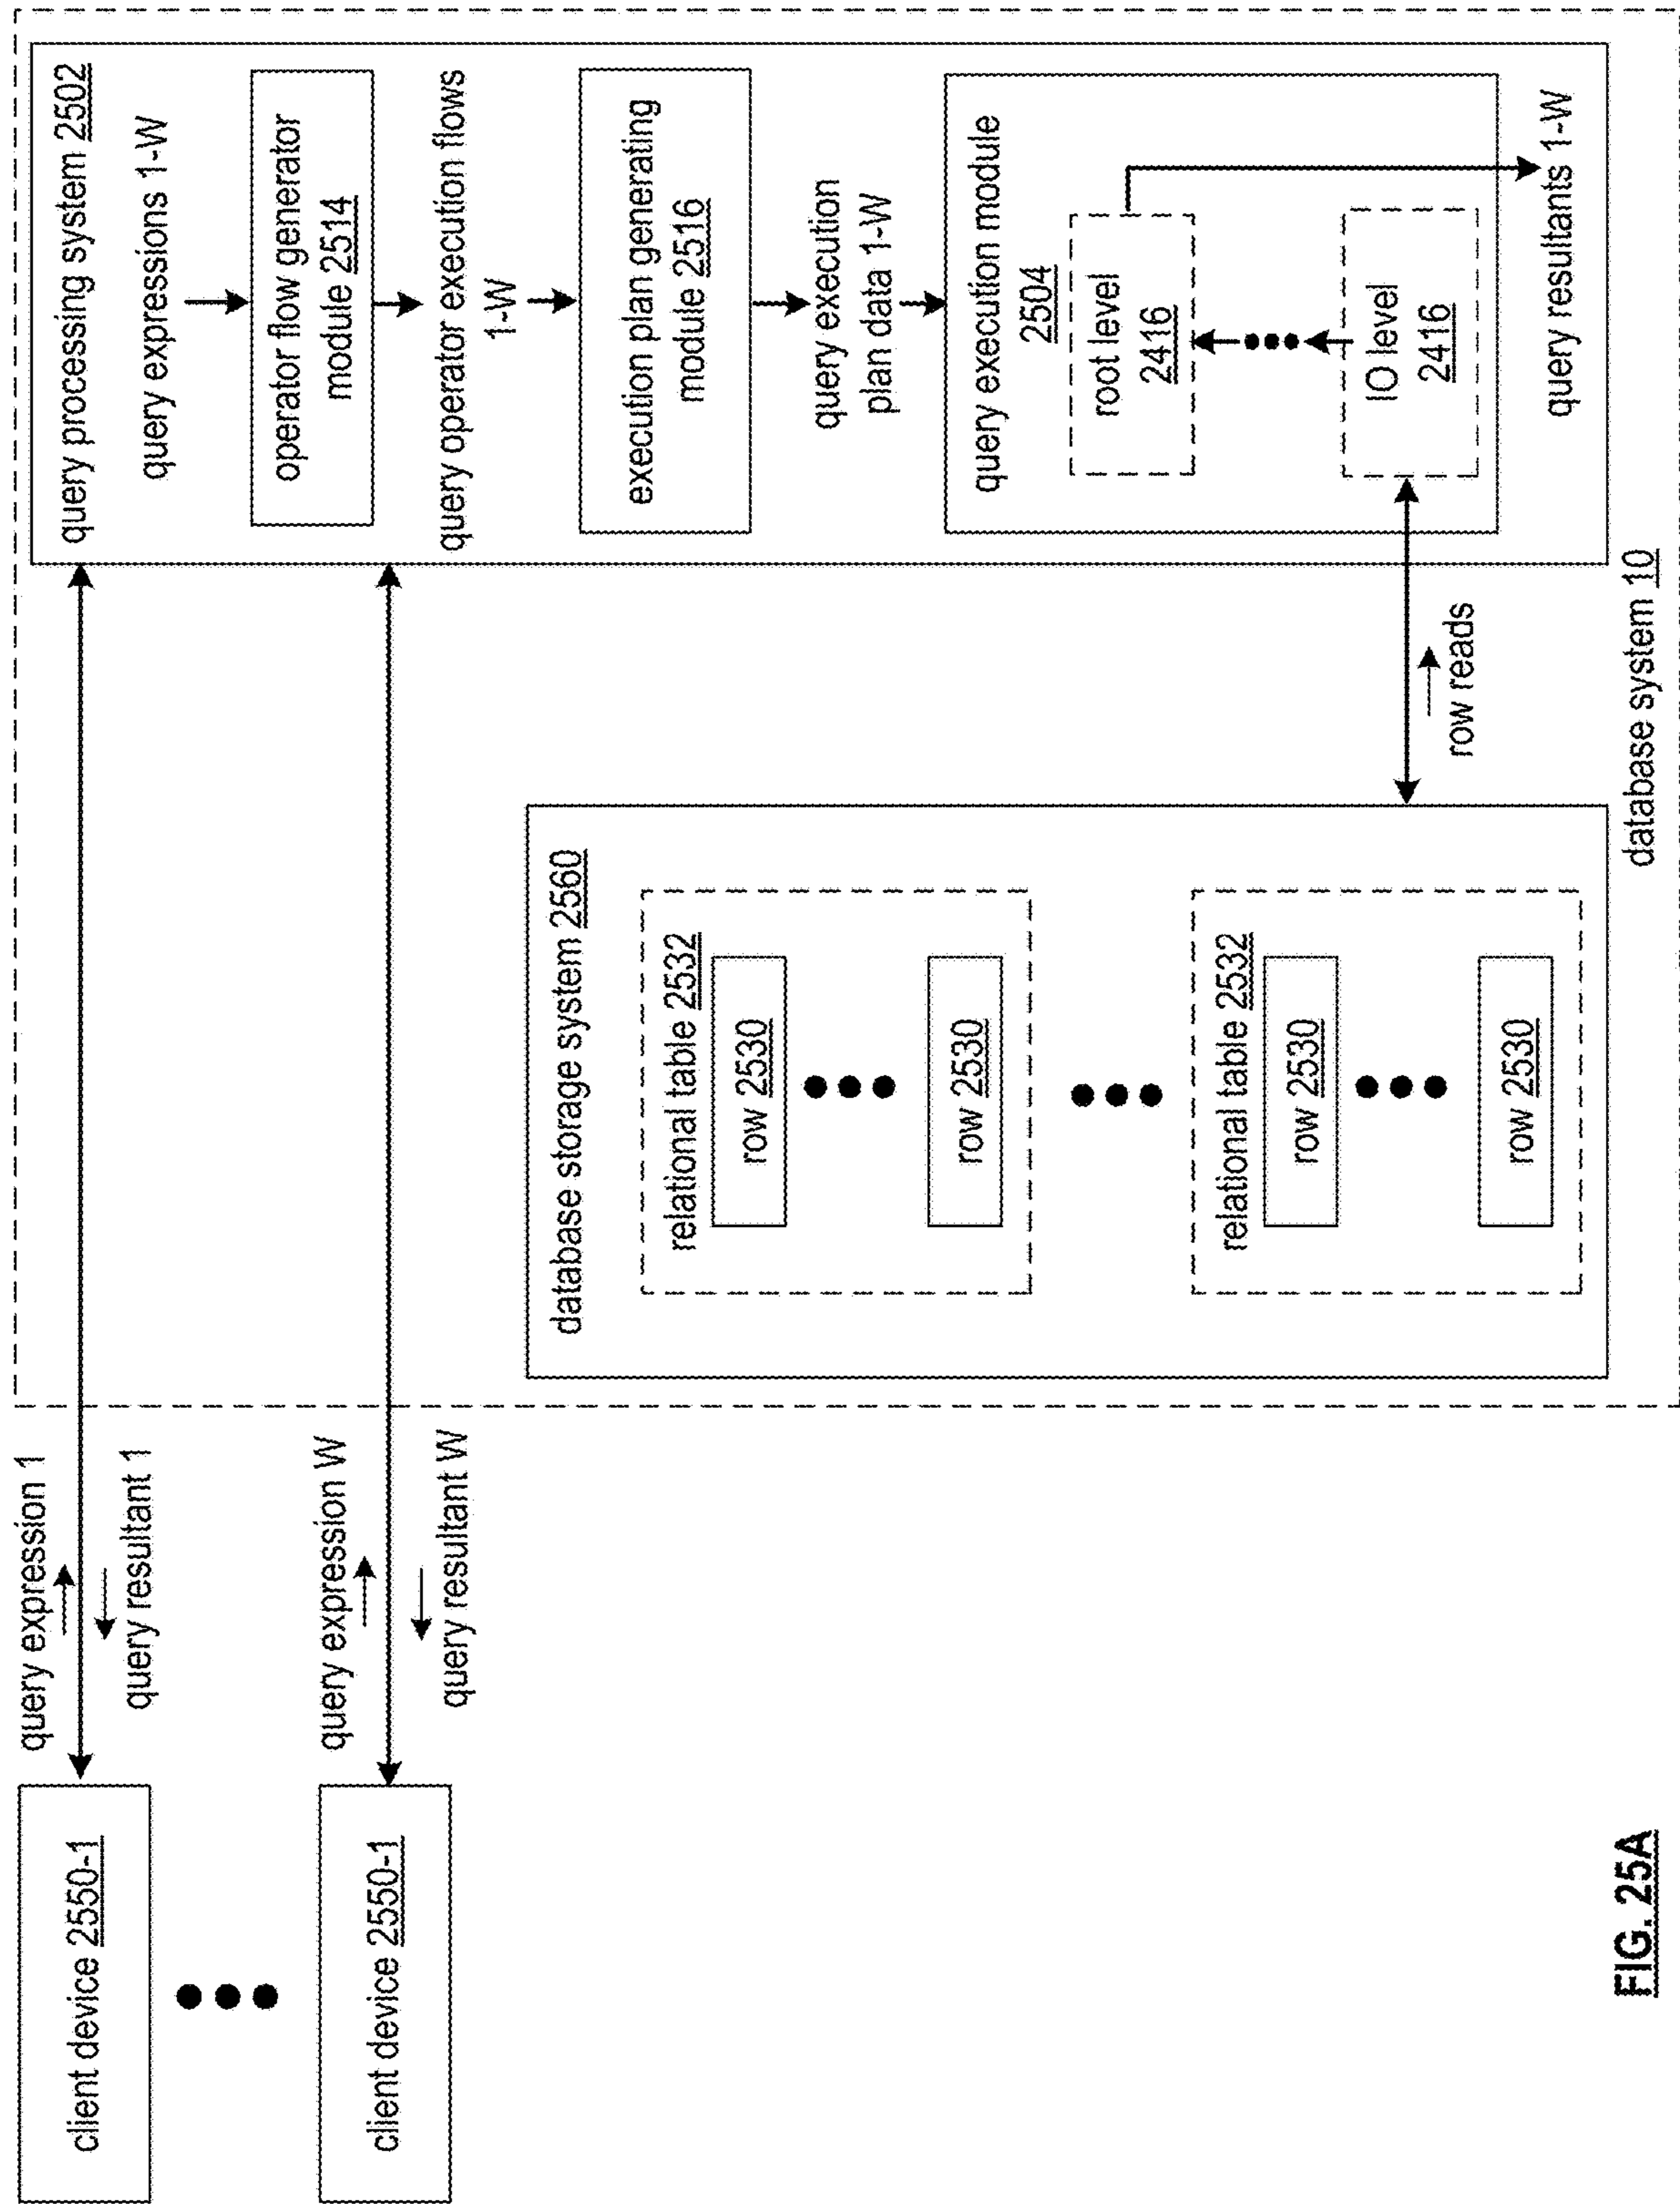 client device 2550-1
client device 2550-1
query expression 1
query resultant 1
query expression W
query resultant W
database storage system 2560
relational table 2532
row 2530
row 2530
relational table 2532
row 2530
row 2530
row reads
query processing system 2502
query expressions 1-W
operator flow generator
module 2514
query operator execution flows
1-W
execution plan generating
module 2516
query execution
plan data 1-W
query execution module
2504
root level
2416
IO level
2416
query resultants 1-W
database system 10
FIG. 25A